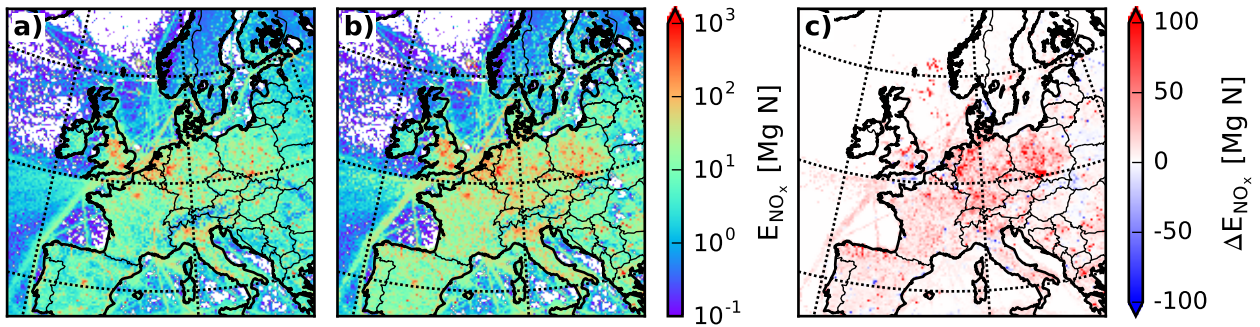 a)
b)
10³
10²
10¹
10⁰
10⁻¹
E_NOₓ [Mg N]
c)
100
50
0
-50
-100
ΔE_NOₓ [Mg N]